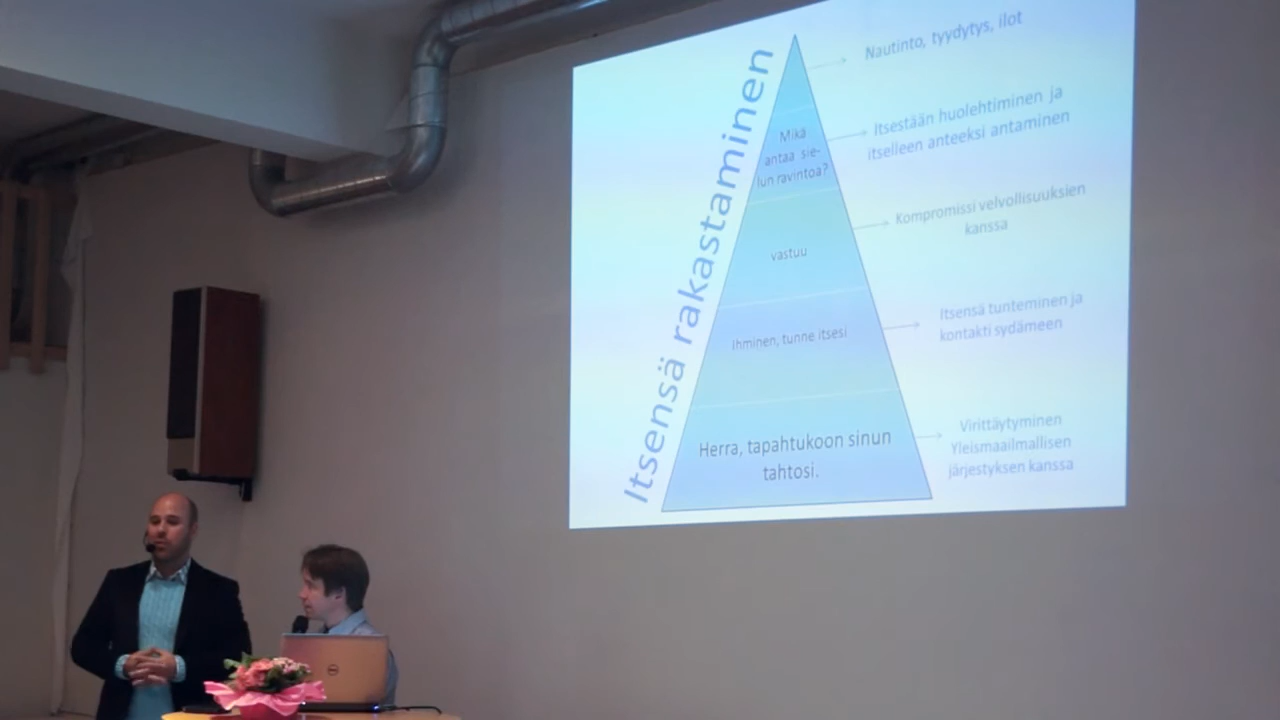 Itsensä rakastaminen
Nautinto, tyydytys, ilot
Mikä
antaa sie-
lun ravintoa?
Itsestään huolehtiminen ja
itselleen anteeksi antaminen
vastuu
Kompromissi velvollisuuksien
kanssa
Ihminen, tunne itsesi
Itsensä tunteminen ja
kontakti sydämeen
Herra, tapahtukoon sinun
tahtosi.
Virittäytyminen
Yleismaailmallisen
järjestyksen kanssa
DELL